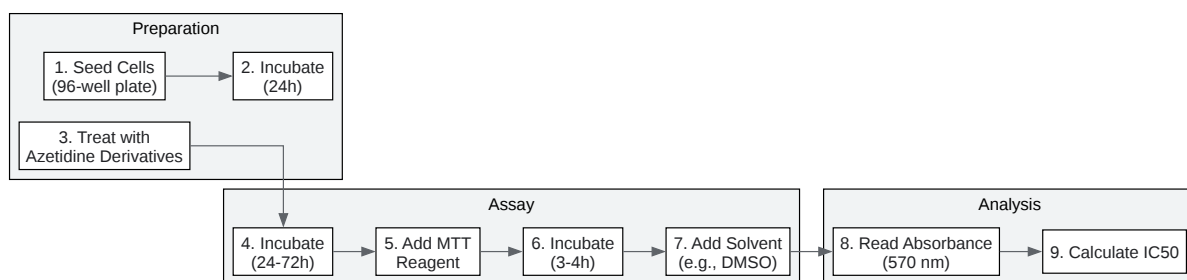 Preparation
1. Seed Cells
(96-well plate)
2. Incubate
(24h)
3. Treat with
Azetidine Derivatives
Assay
4. Incubate
(24-72h)
5. Add MTT
Reagent
6. Incubate
(3-4h)
7. Add Solvent
(e.g., DMSO)
Analysis
8. Read Absorbance
(570 nm)
9. Calculate IC50